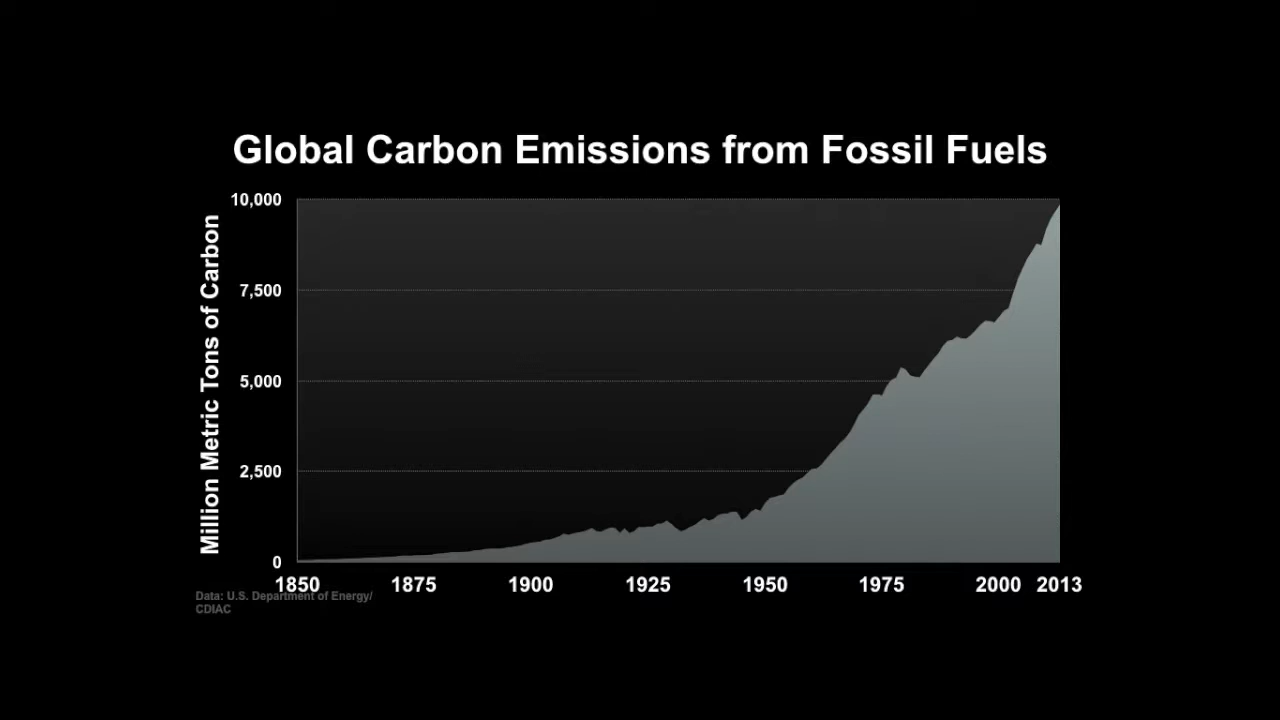 Global Carbon Emissions from Fossil Fuels
Million Metric Tons of Carbon
10,000
7,500
5,000
2,500
0
1850 1875 1900 1925 1950 1975 2000 2013
Data: U.S. Department of Energy/
CDIAC